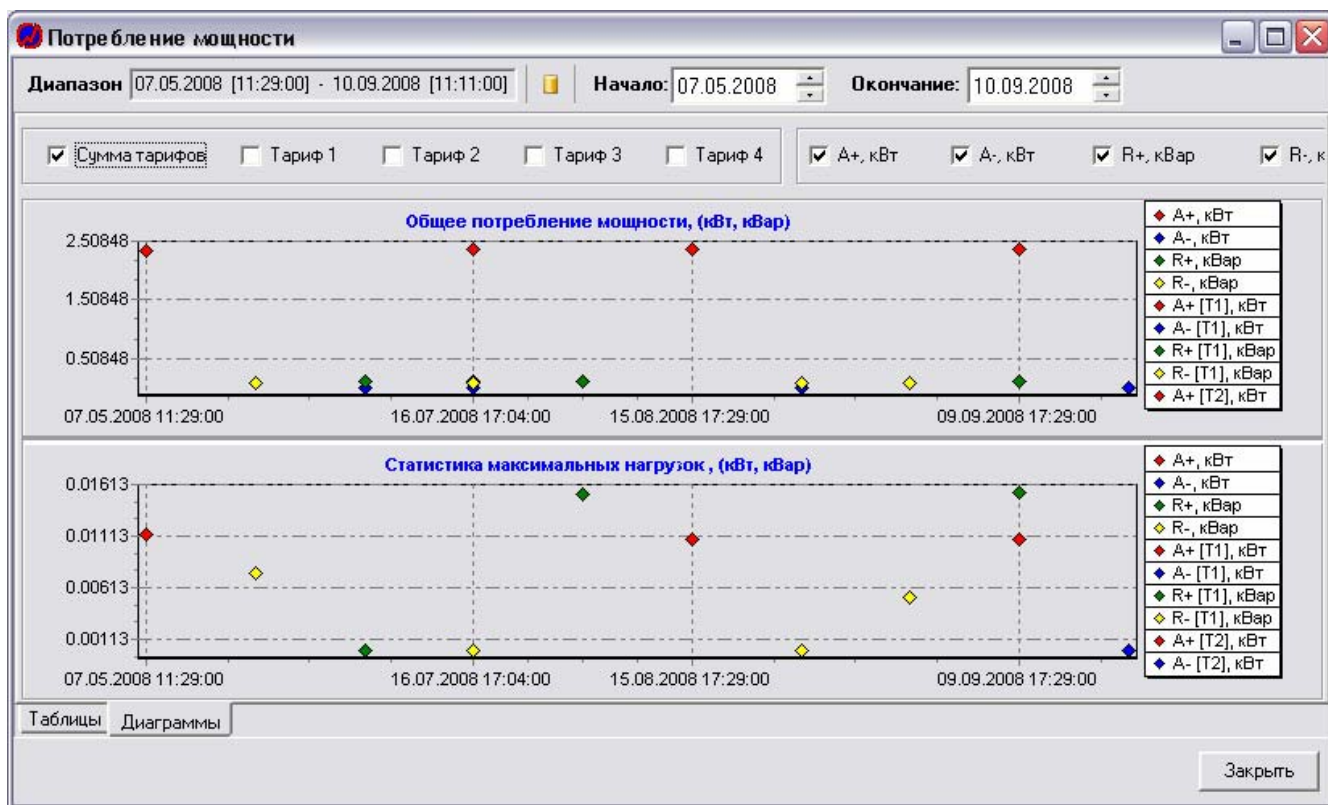 Потребление мощности
Диапазон 07.05.2008 [11:29:00] - 10.09.2008 [11:11:00] Начало: 07.05.2008 Окончание: 10.09.2008
Сумма тарифов Тариф 1 Тариф 2 Тариф 3 Тариф 4 A+, кВт A-, кВт R+, кВар R-, к
Общее потребление мощности, (кВт, кВар)
2.50848
1.50848
0.50848
07.05.2008 11:29:00 16.07.2008 17:04:00 15.08.2008 17:29:00 09.09.2008 17:29:00
A+, кВт
A-, кВт
R+, кВар
R-, кВар
A+ [T1], кВт
A- [T1], кВт
R+ [T1], кВар
R- [T1], кВар
A+ [T2], кВт
Статистика максимальных нагрузок , (кВт, кВар)
0.01613
0.01113
0.00613
0.00113
07.05.2008 11:29:00 16.07.2008 17:04:00 15.08.2008 17:29:00 09.09.2008 17:29:00
A+, кВт
A-, кВт
R+, кВар
R-, кВар
A+ [T1], кВт
A- [T1], кВт
R+ [T1], кВар
R- [T1], кВар
A+ [T2], кВт
A- [T2], кВт
Таблицы Диаграммы
Закрыть